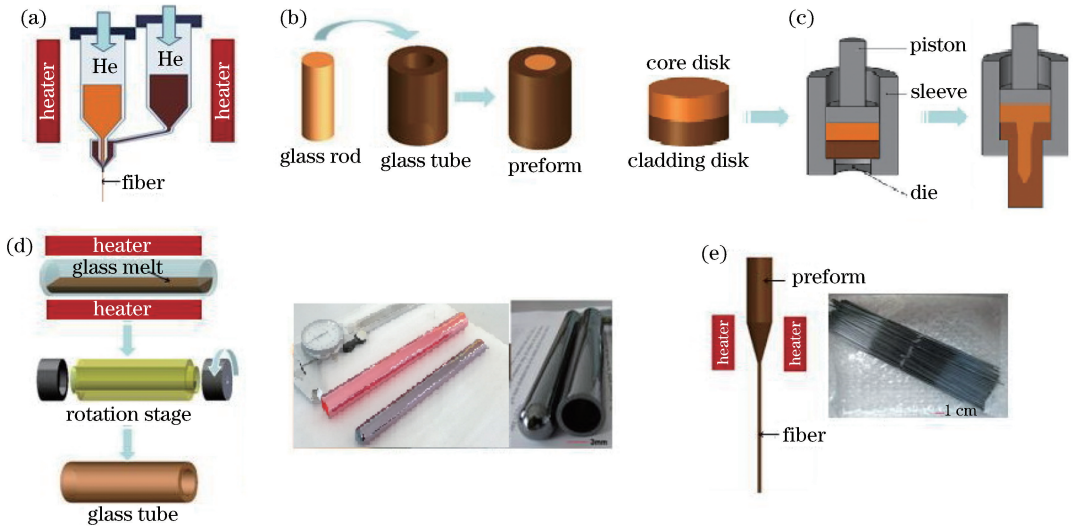 (a)
He
He
heater
heater
fiber
(b)
glass rod
glass tube
preform
core disk
cladding disk
(c)
piston
sleeve
die
(d)
heater
glass melt
heater
rotation stage
glass tube
3mm
(e)
preform
heater
heater
fiber
1 cm